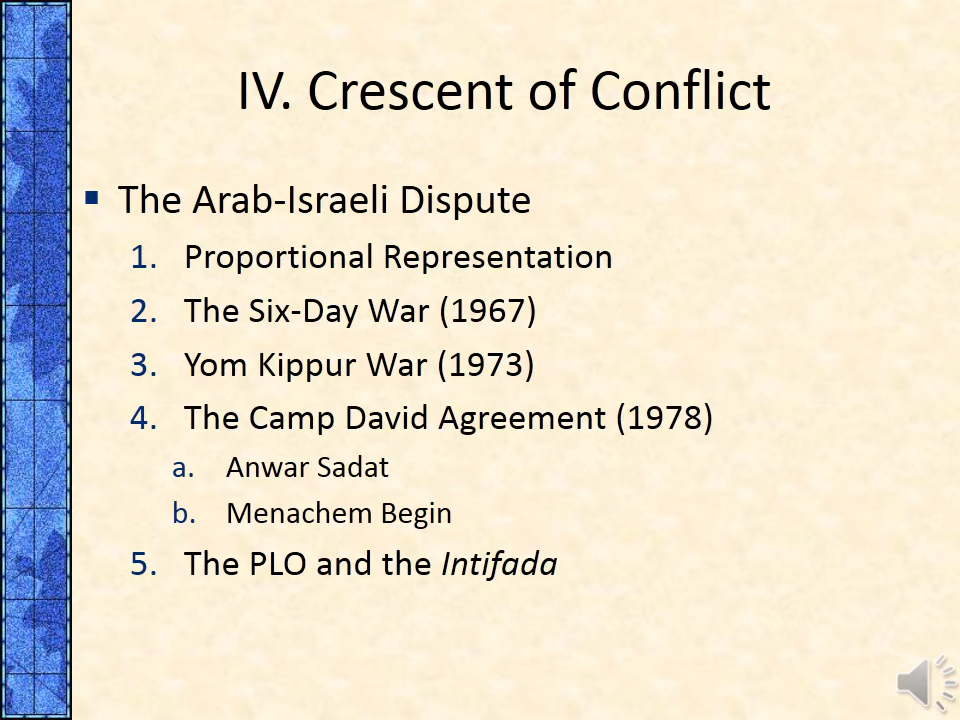 IV. Crescent of Conflict
▪ The Arab-Israeli Dispute
1. Proportional Representation
2. The Six-Day War (1967)
3. Yom Kippur War (1973)
4. The Camp David Agreement (1978)
a. Anwar Sadat
b. Menachem Begin
5. The PLO and the Intifada